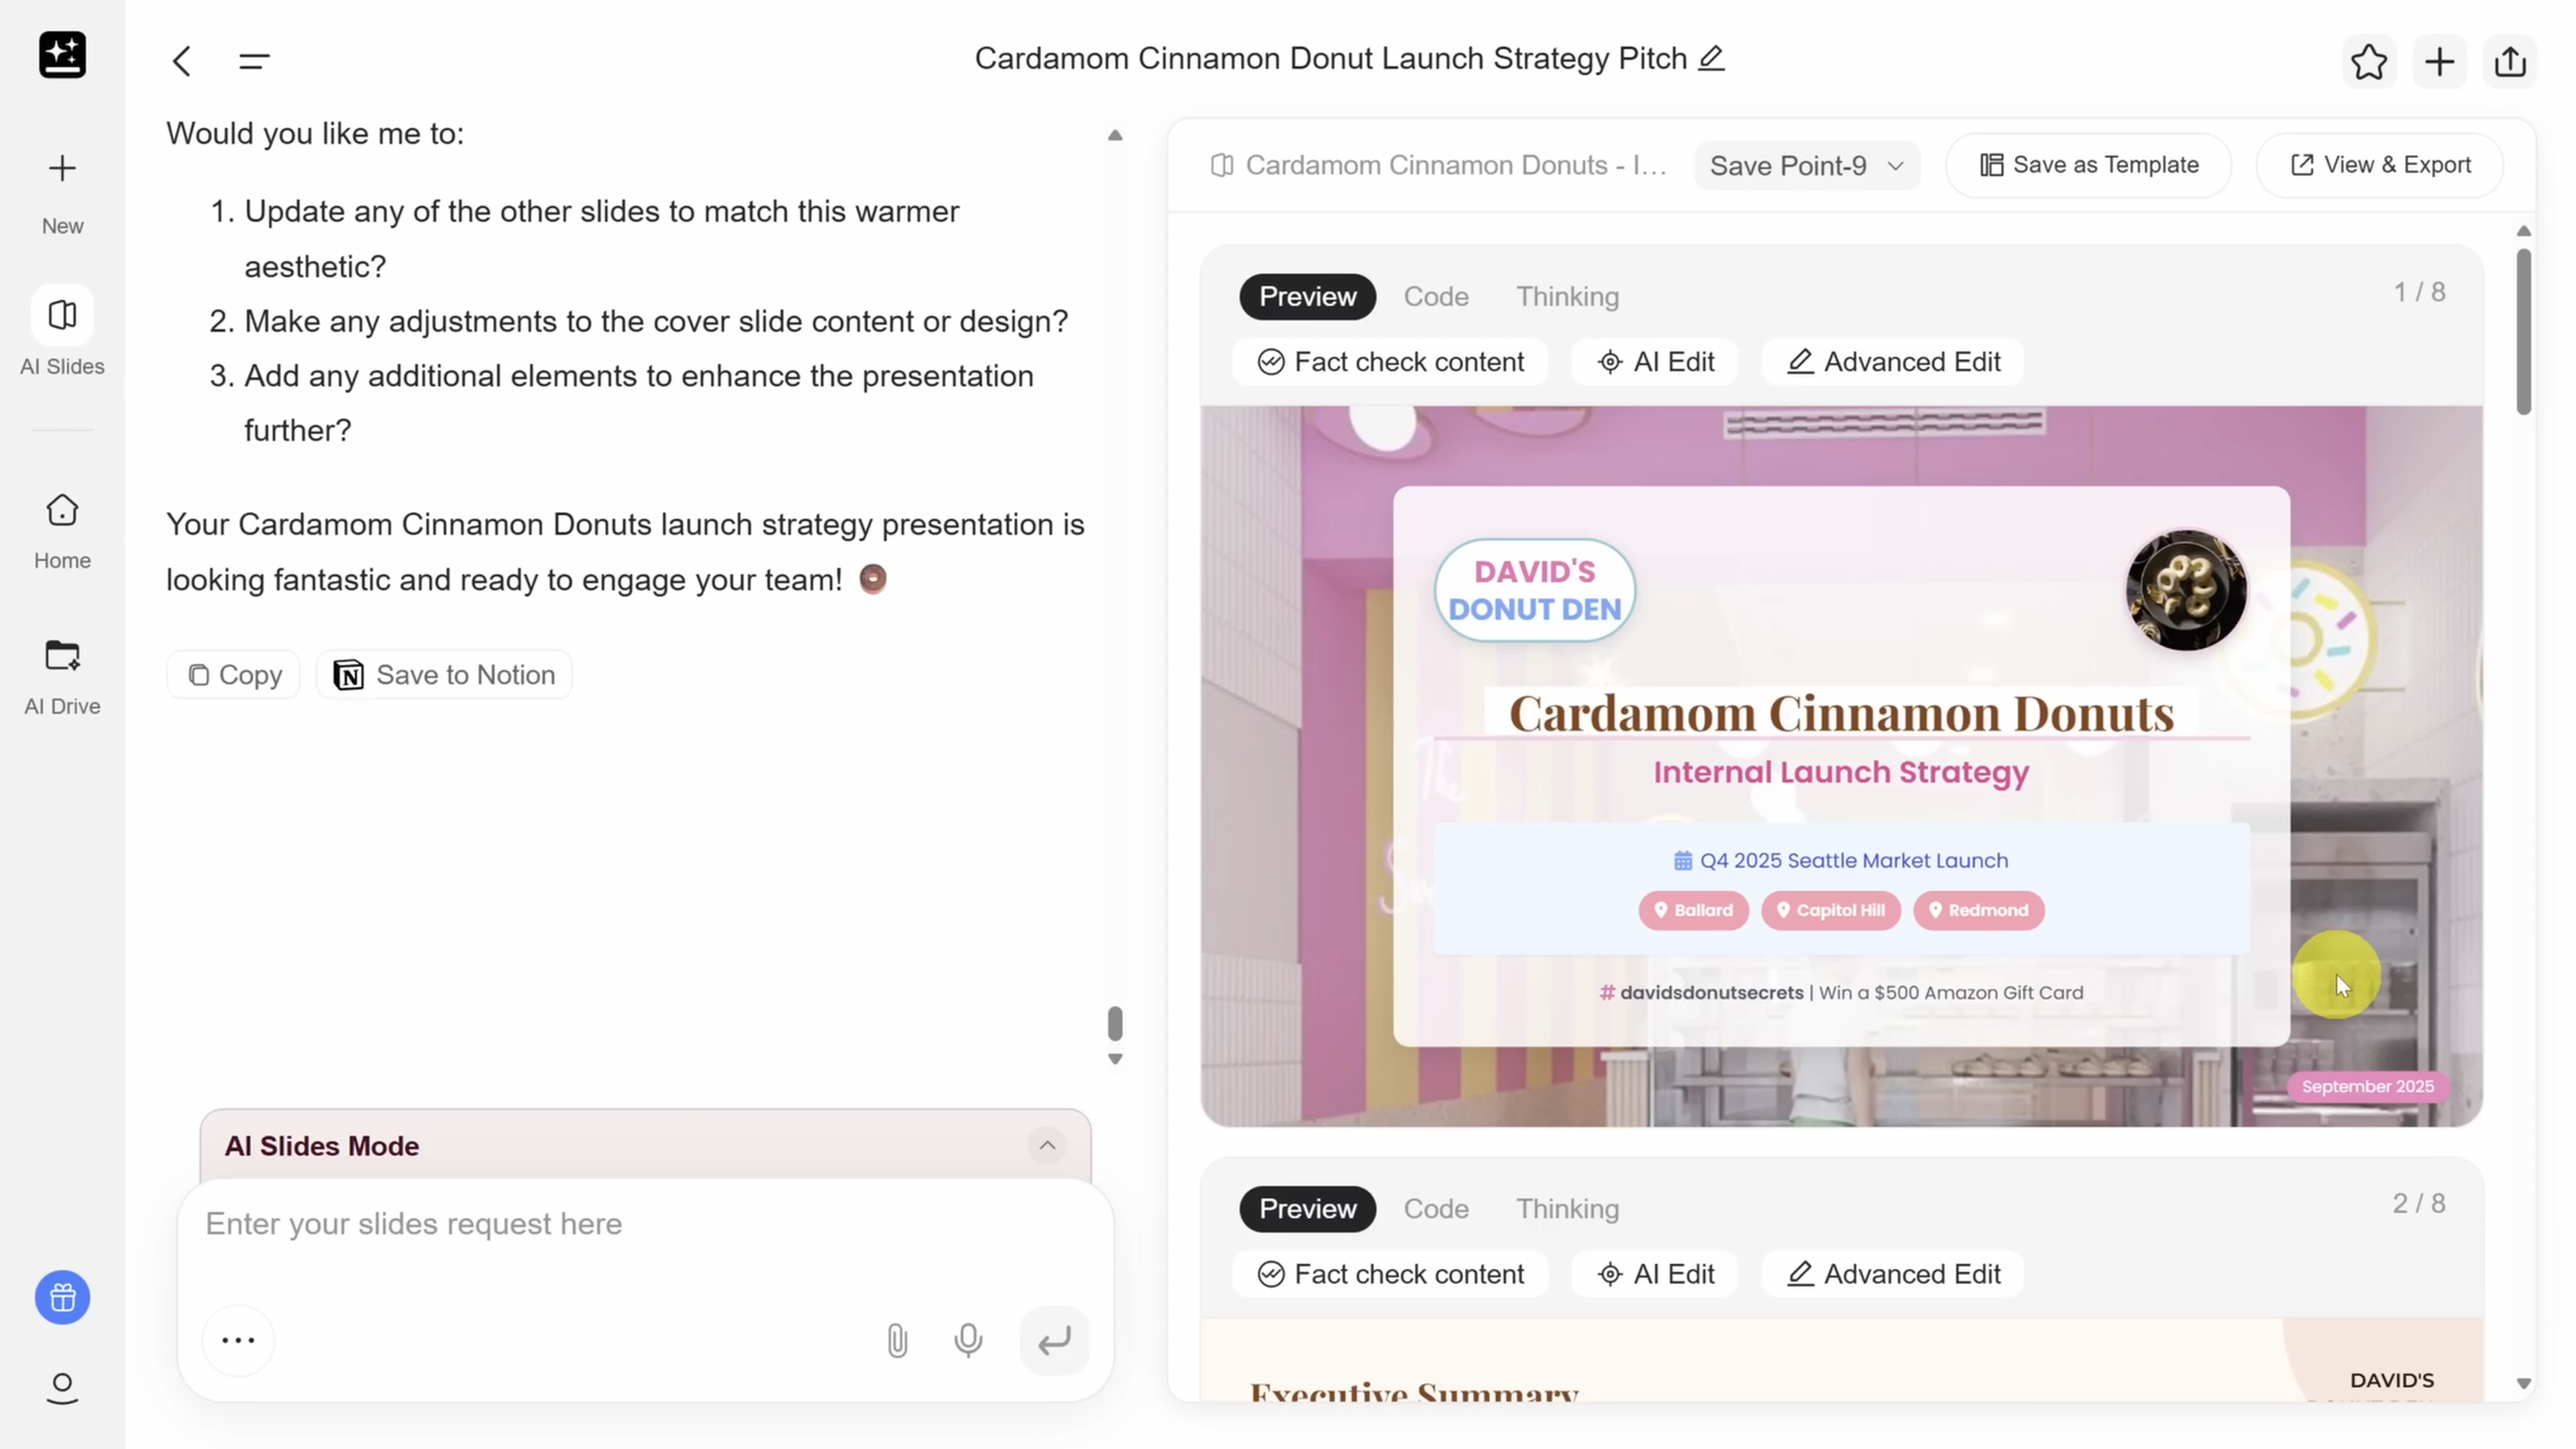 Cardamom Cinnamon Donut Launch Strategy Pitch
New
AI Slides
Home
AI Drive
Would you like me to:
1. Update any of the other slides to match this warmer
aesthetic?
2. Make any adjustments to the cover slide content or design?
3. Add any additional elements to enhance the presentation
further?
Your Cardamom Cinnamon Donuts launch strategy presentation is
looking fantastic and ready to engage your team!
Copy
Save to Notion
AI Slides Mode
Enter your slides request here
Cardamom Cinnamon Donuts - I...
Save Point-9
Save as Template
View & Export
Preview Code Thinking
1 / 8
Fact check content AI Edit Advanced Edit
DAVID'S
DONUT DEN
Cardamom Cinnamon Donuts
Internal Launch Strategy
Q4 2025 Seattle Market Launch
Ballard Capitol Hill Redmond
# davidsdonutsecrets | Win a $500 Amazon Gift Card
September 2025
Preview Code Thinking
2 / 8
Fact check content AI Edit Advanced Edit
Executive Summary
DAVID'S